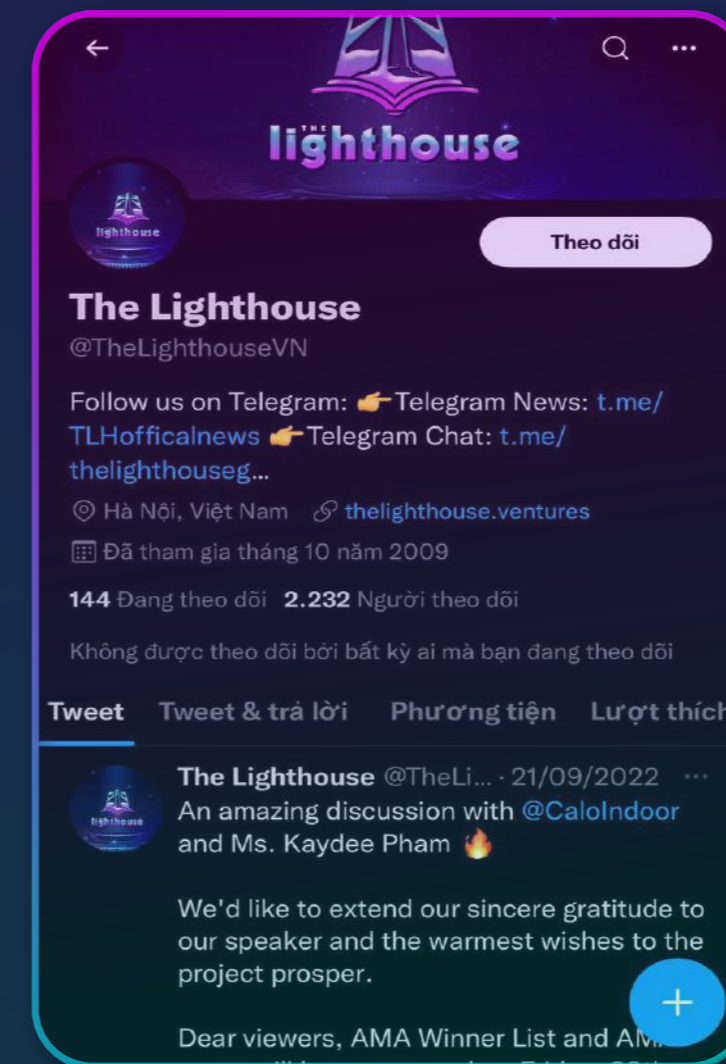 THE
lighthouse
lighthouse
Theo dõi
The Lighthouse
@TheLighthouseVN
Follow us on Telegram: 👉Telegram News: t.me/
TLHofficalnews 👉Telegram Chat: t.me/
thelighthouseg...
Hà Nội, Việt Nam thelighthouse.ventures
Đã tham gia tháng 10 năm 2009
144 Đang theo dõi 2.232 Người theo dõi
Không được theo dõi bởi bất kỳ ai mà bạn đang theo dõi
Tweet Tweet & trả lời Phương tiện Lượt thích
The Lighthouse @TheLi... · 21/09/2022 ···
lighthouse
An amazing discussion with @CaloIndoor
and Ms. Kaydee Pham 🔥
We'd like to extend our sincere gratitude to
our speaker and the warmest wishes to the
project prosper.
Dear viewers, AMA Winner List and